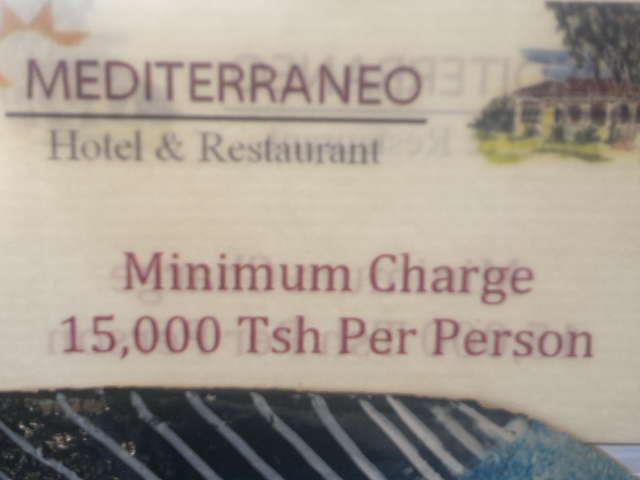 MEDITERRANEO
Hotel & Restaurant
Minimum Charge
15,000 Tsh Per Person